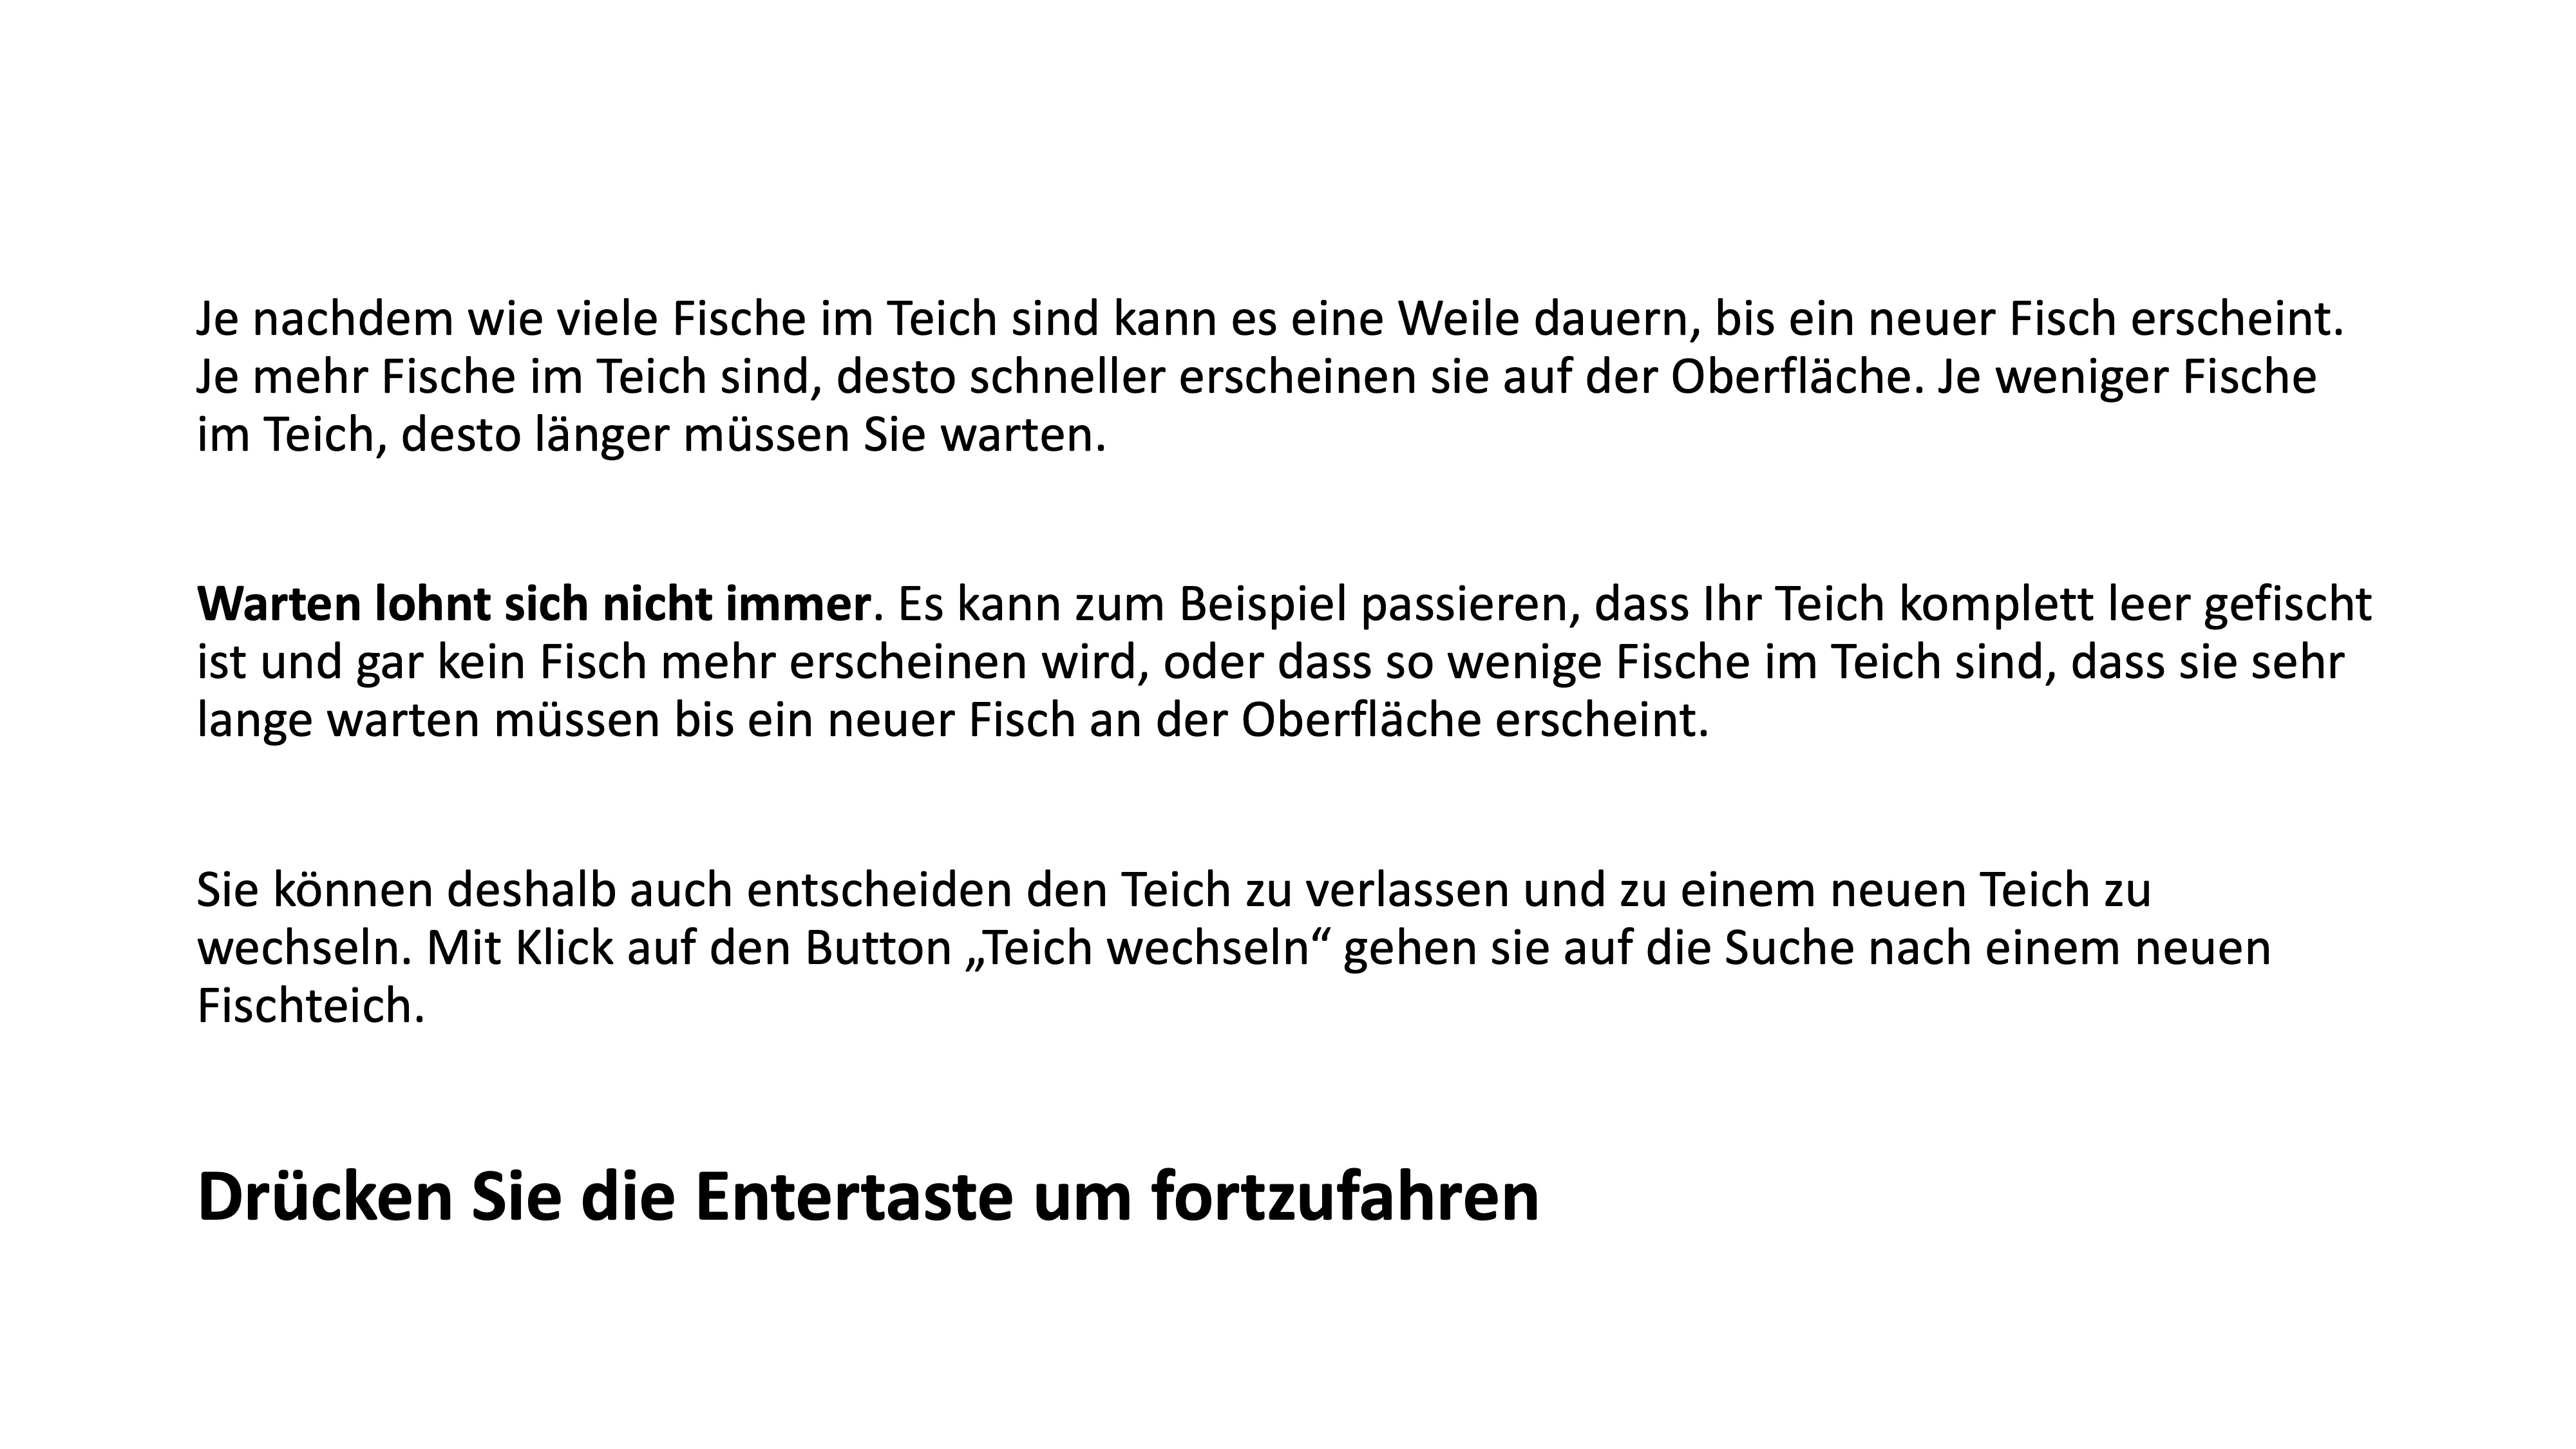 Je nachdem wie viele Fische im Teich sind kann es eine Weile dauern, bis ein neuer Fisch erscheint.
Je mehr Fische im Teich sind, desto schneller erscheinen sie auf der Oberfläche. Je weniger Fische
im Teich, desto länger müssen Sie warten.
Warten lohnt sich nicht immer. Es kann zum Beispiel passieren, dass Ihr Teich komplett leer gefischt
ist und gar kein Fisch mehr erscheinen wird, oder dass so wenige Fische im Teich sind, dass sie sehr
lange warten müssen bis ein neuer Fisch an der Oberfläche erscheint.
Sie können deshalb auch entscheiden den Teich zu verlassen und zu einem neuen Teich zu
wechseln. Mit Klick auf den Button „Teich wechseln“ gehen sie auf die Suche nach einem neuen
Fischteich.
Drücken Sie die Entertaste um fortzufahren